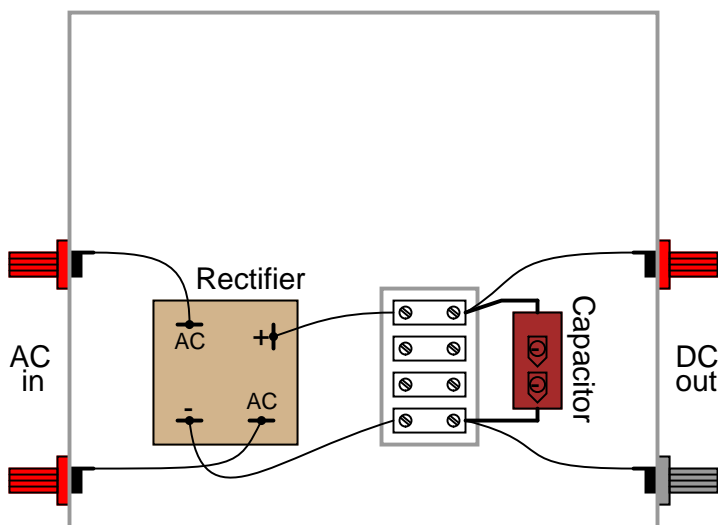 Rectifier
AC
+
-
AC
AC
in
Capacitor
DC
out